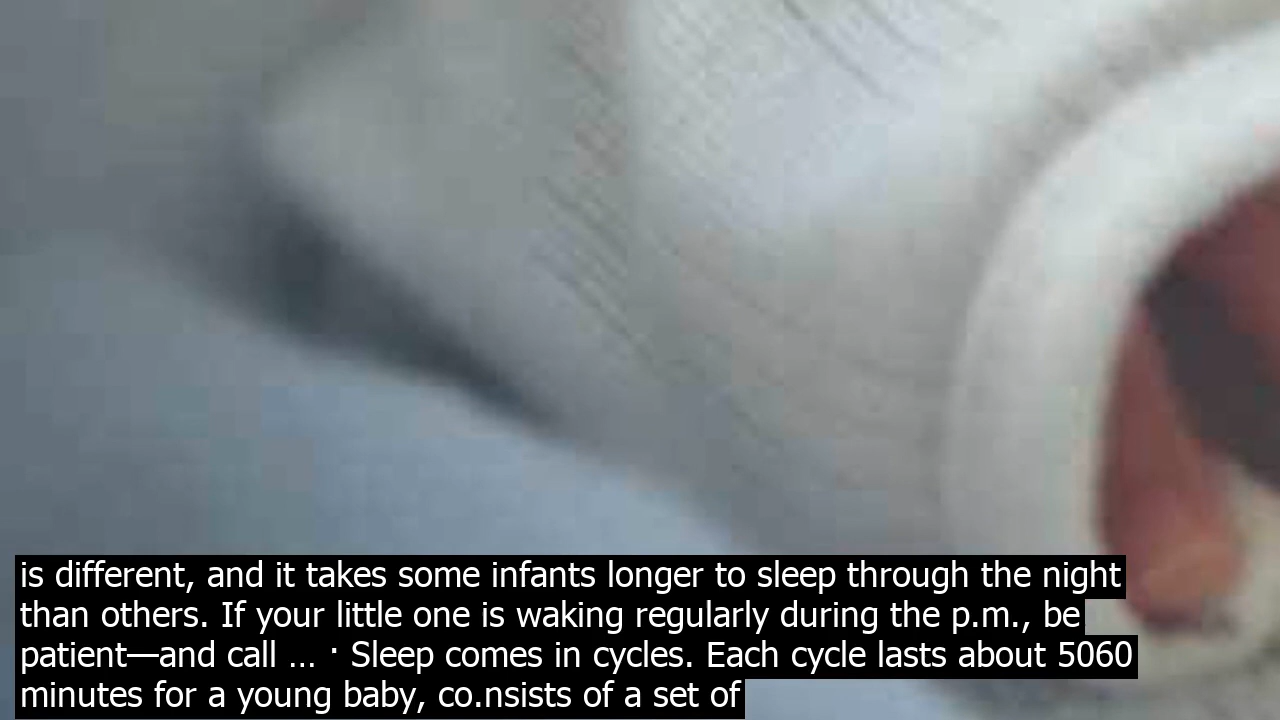 is different, and it takes some infants longer to sleep through the night
than others. If your little one is waking regularly during the p.m., be
patient—and call ... · Sleep comes in cycles. Each cycle lasts about 5060
minutes for a young baby, co.nsists of a set of